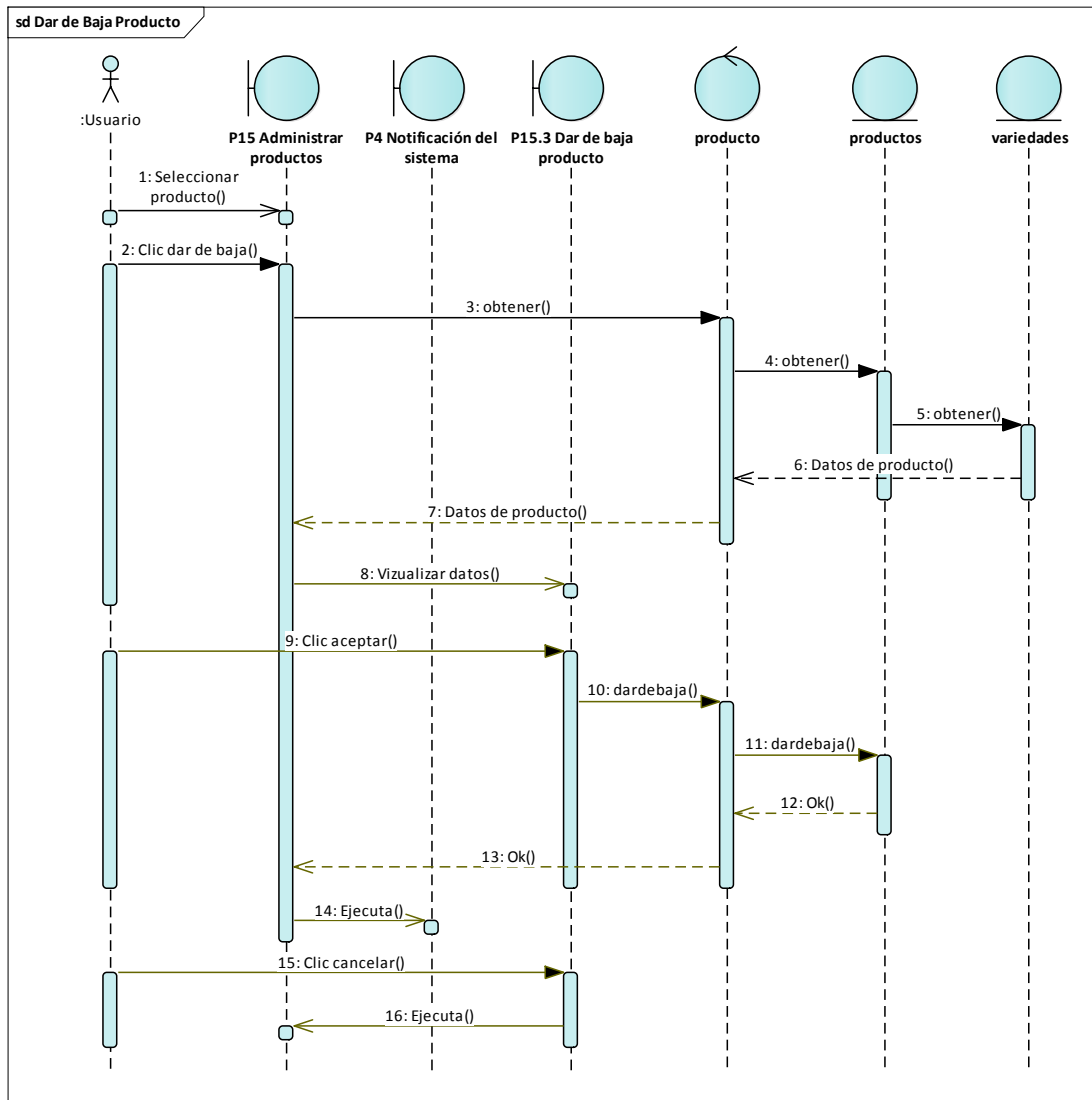 sd Dar de Baja Producto
:Usuario
P15 Administrar
productos
P4 Notificación del
sistema
P15.3 Dar de baja
producto
producto
productos
variedades
1: Seleccionar
producto()
2: Clic dar de baja()
3: obtener()
4: obtener()
5: obtener()
6: Datos de producto()
7: Datos de producto()
8: Vizualizar datos()
9: Clic aceptar()
10: dardebaja()
11: dardebaja()
12: Ok()
13: Ok()
14: Ejecuta()
15: Clic cancelar()
16: Ejecuta()